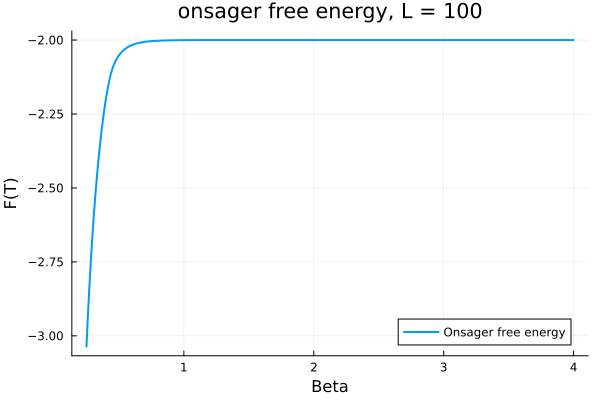 onsager free energy, L = 100
F(T)
−2.00
−2.25
−2.50
−2.75
−3.00
Onsager free energy
1
2
3
4
Beta